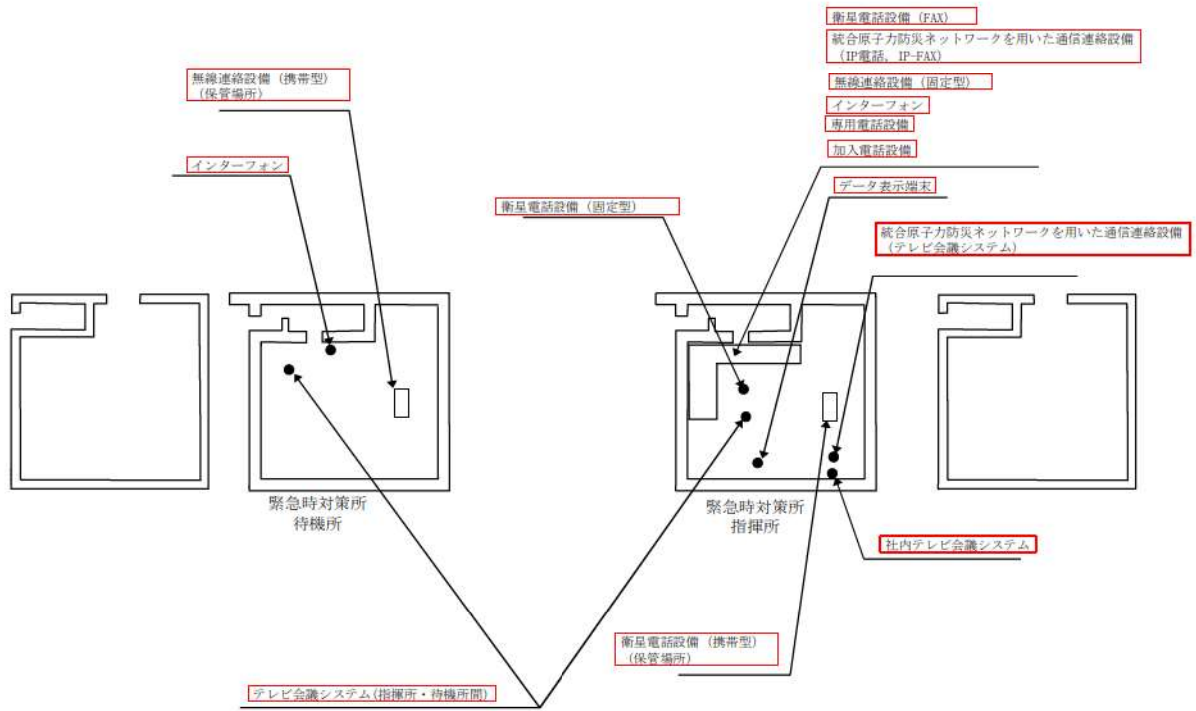 衛星電話設備（FAX）
統合原子力防災ネットワークを用いた通信連絡設備
（IP電話，IP-FAX）
無線連絡設備（固定型）
インターフォン
専用電話設備
加入電話設備
データ表示端末
統合原子力防災ネットワークを用いた通信連絡設備
（テレビ会議システム）
無線連絡設備（携帯型）
（保管場所）
インターフォン
衛星電話設備（固定型）
緊急時対策所
待機所
緊急時対策所
指揮所
社内テレビ会議システム
衛星電話設備（携帯型）
（保管場所）
テレビ会議システム(指揮所・待機所間)